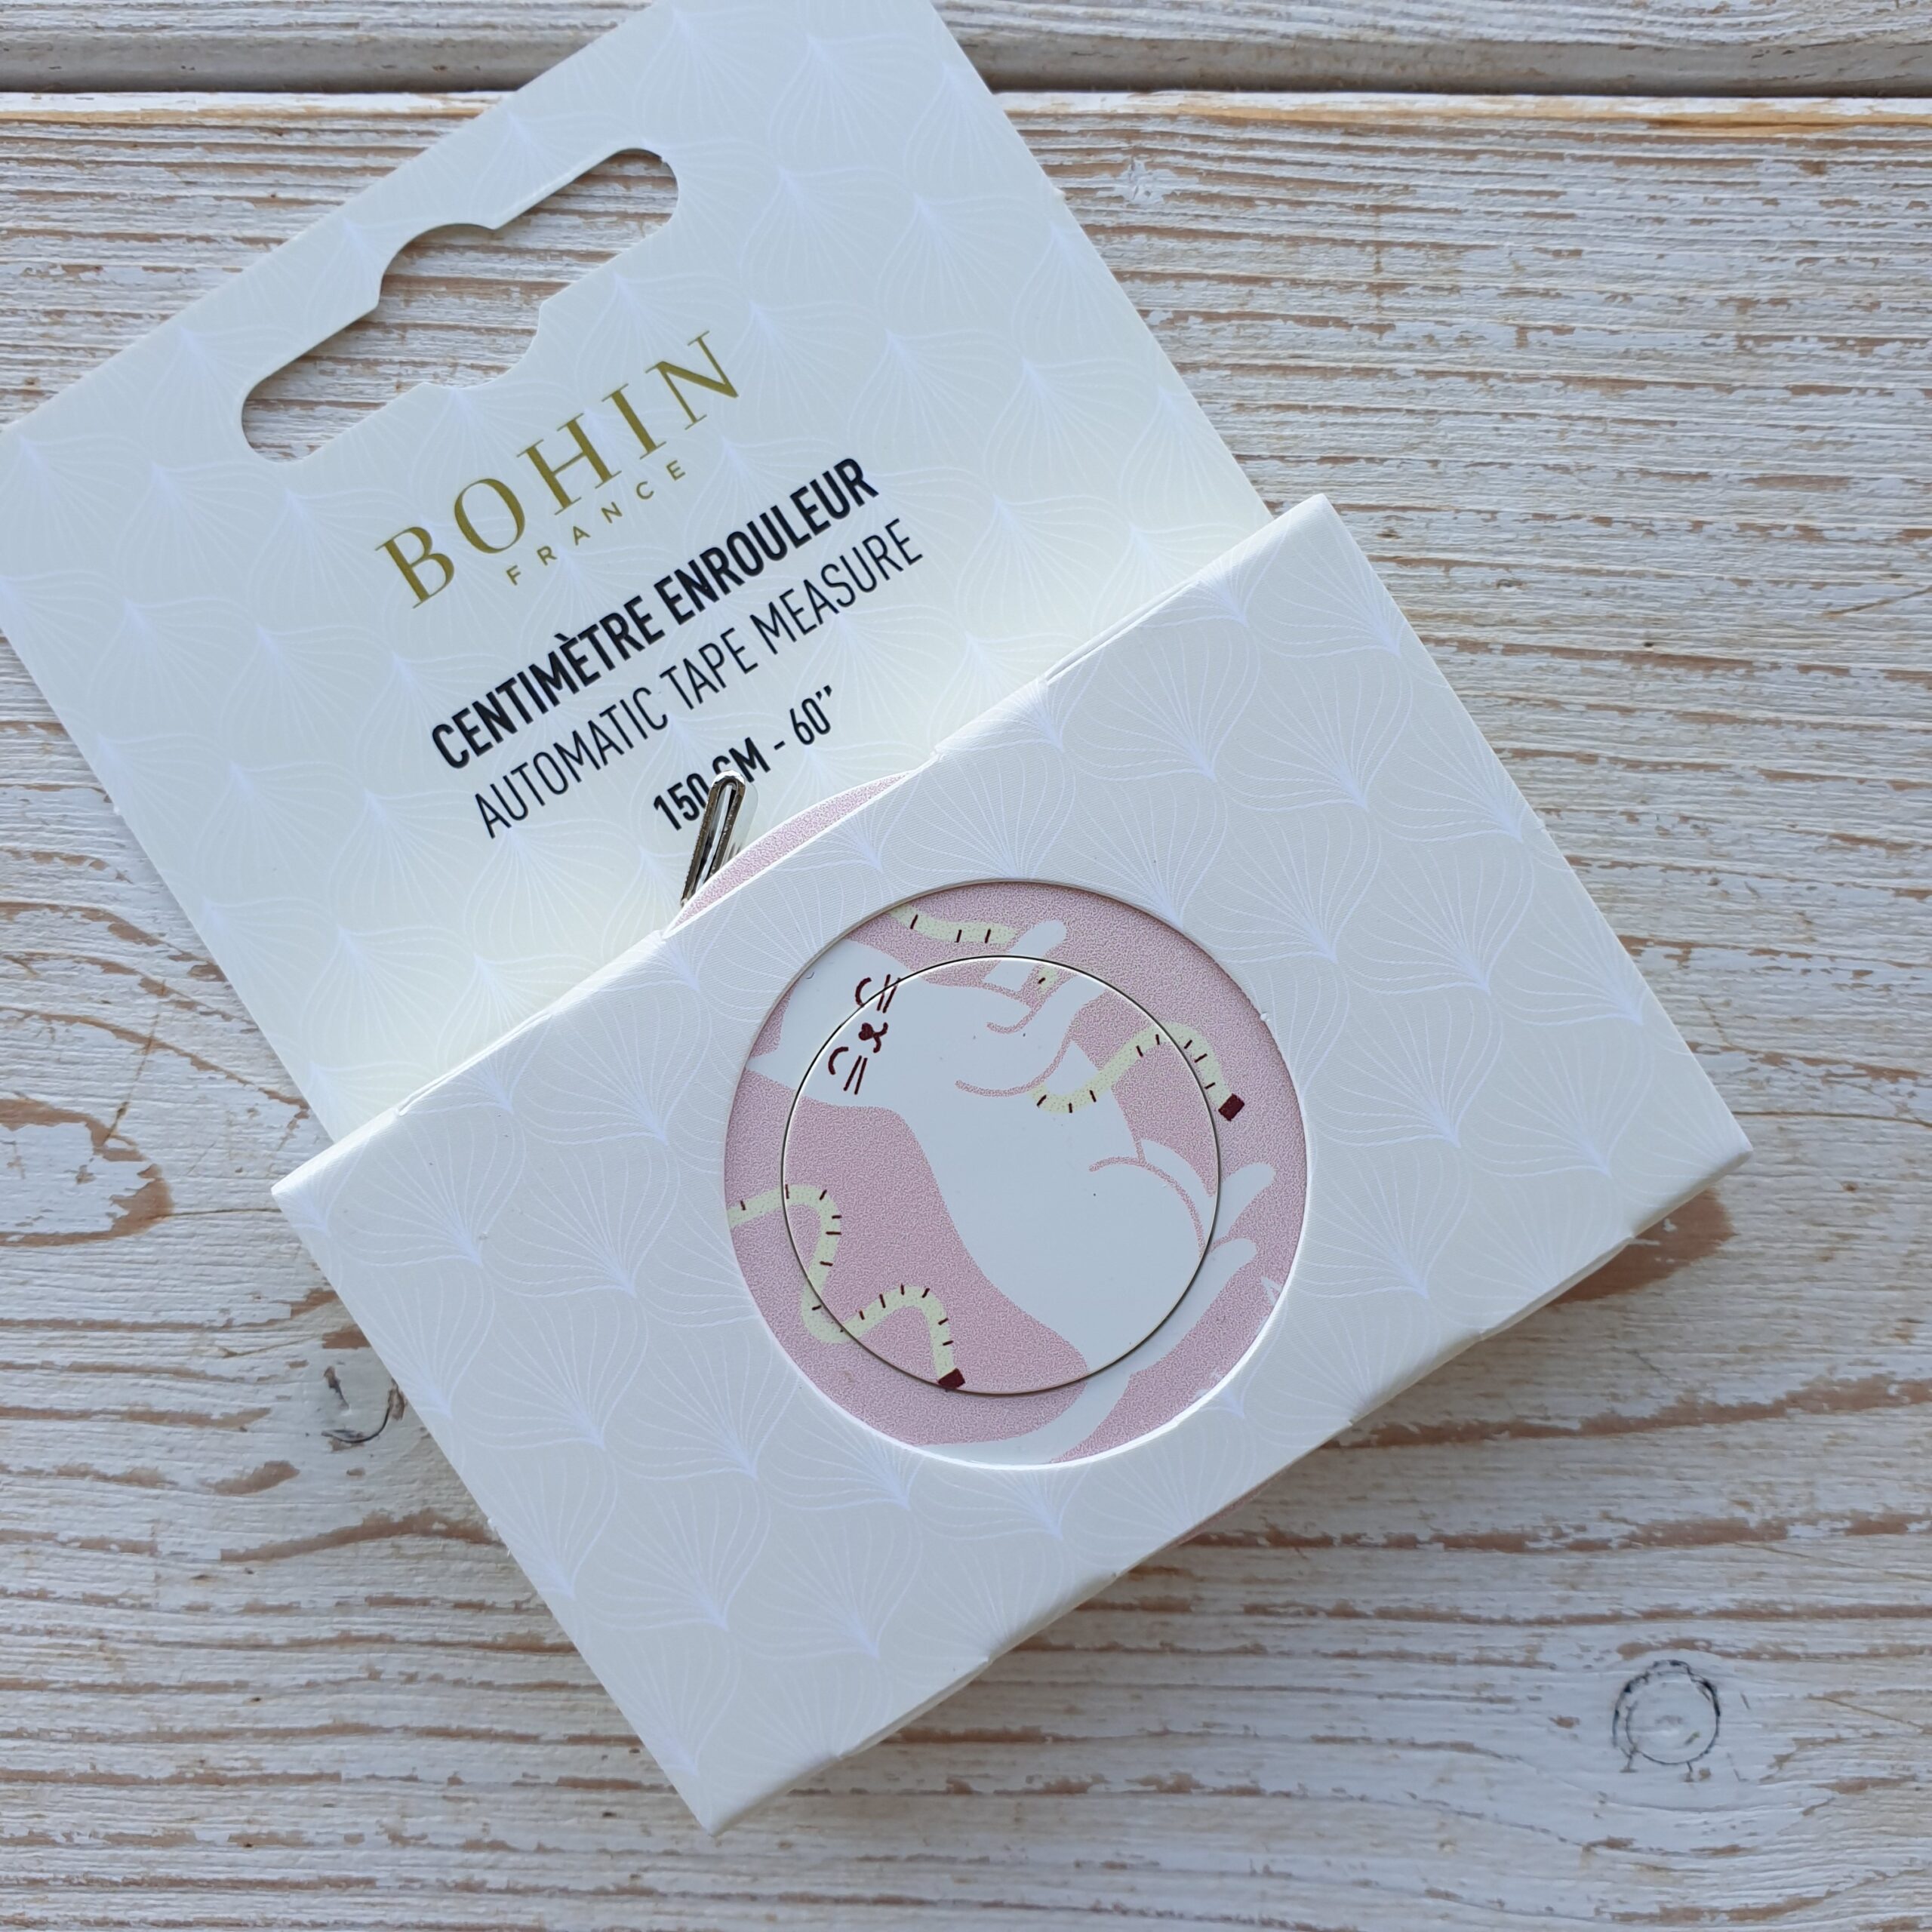 BOHIN
FRANCE
CENTIMÈTRE ENROULEUR
AUTOMATIC TAPE MEASURE
150 CM - 60”